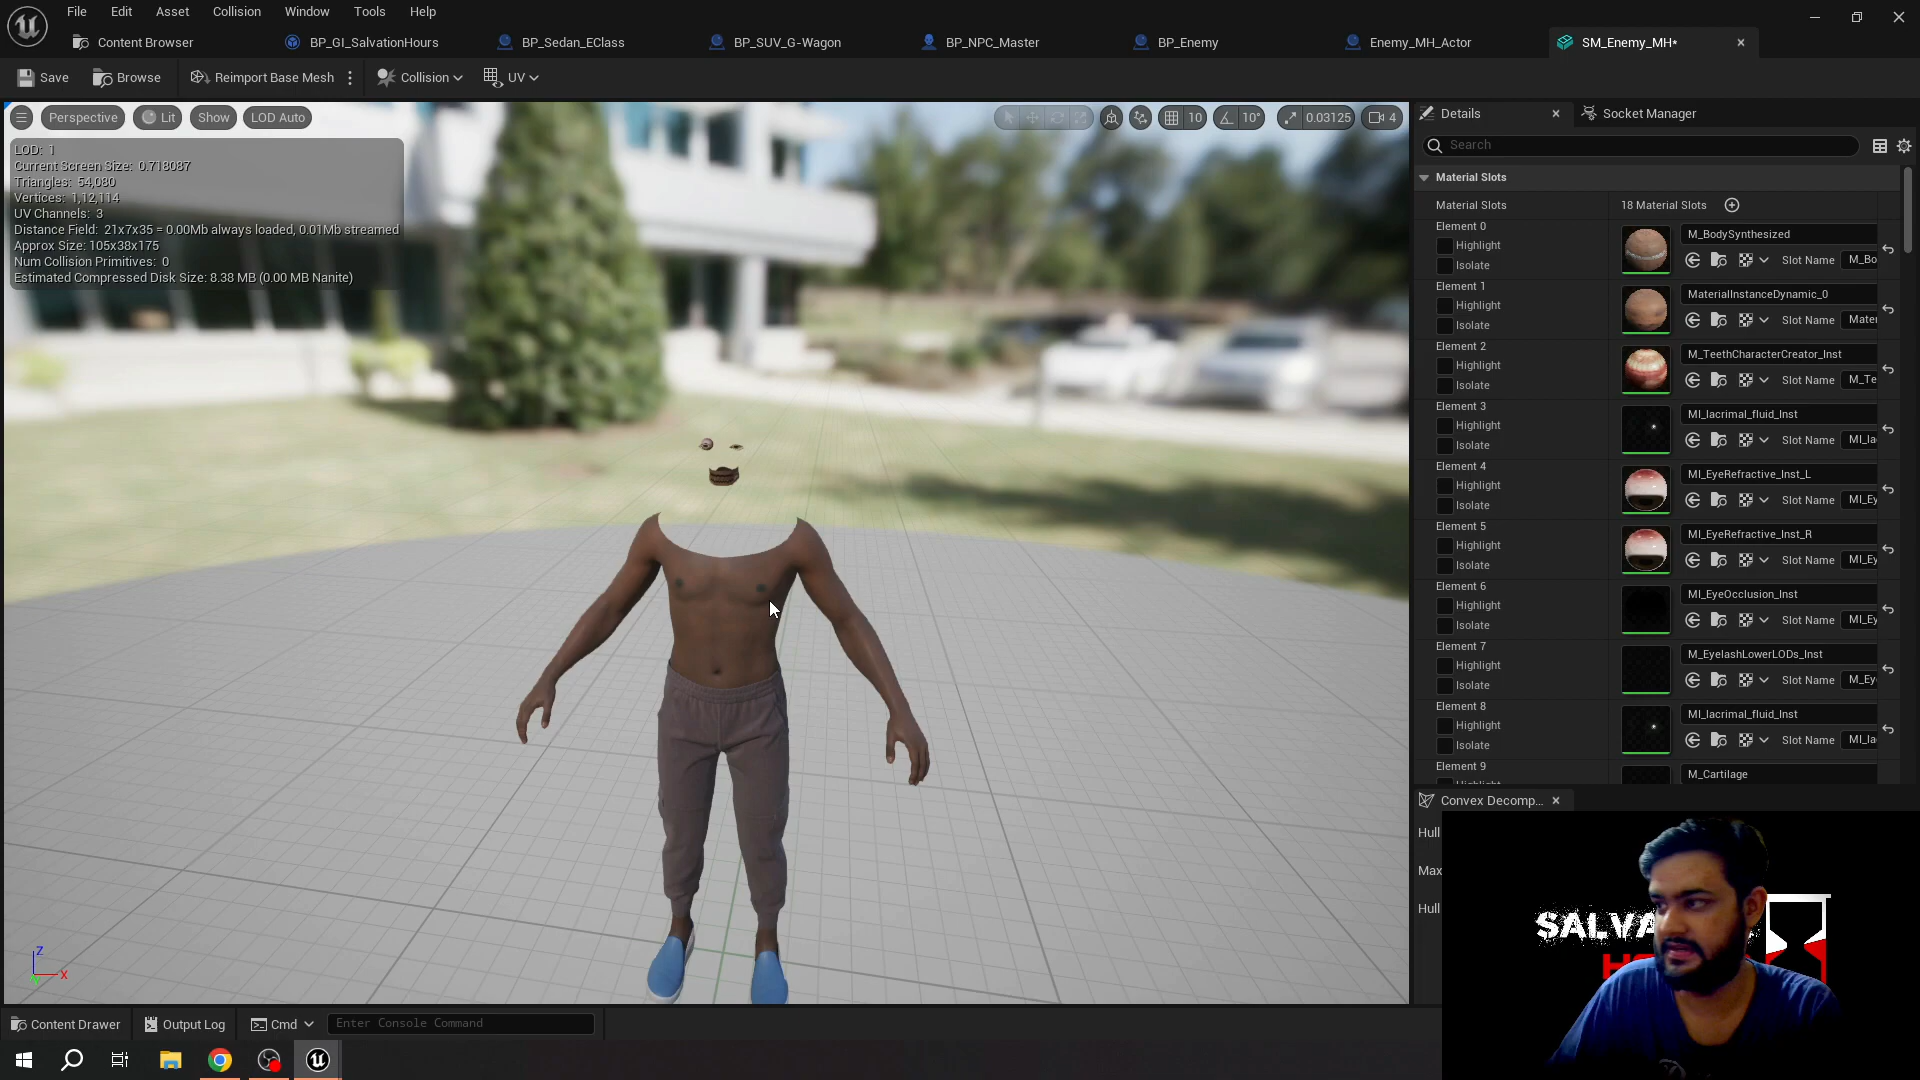 File Edit Asset Collision Window Tools Help
Content Browser BP_GI_SalvationHours BP_Sedan_EClass BP_SUV_G-Wagon BP_NPC_Master BP_Enemy Enemy_MH_Actor SM_Enemy_MH*
Save Browse Reimport Base Mesh Collision UV
Perspective Lit Show LOD Auto 10 10° 0.03125 4
LOD: 1
Current Screen Size: 0.718087
Triangles: 54,080
Vertices: 1,12,114
UV Channels: 3
Distance Field: 21x7x35 = 0.00Mb always loaded, 0.01Mb streamed
Approx Size: 105x38x175
Num Collision Primitives: 0
Estimated Compressed Disk Size: 8.38 MB (0.00 MB Nanite)
Z
X
Y
Details Socket Manager
Search
Material Slots
Material Slots 18 Material Slots
Element 0 M_BodySynthesized
Highlight
Isolate Slot Name M_Bo
Element 1 MaterialInstanceDynamic_0
Highlight
Isolate Slot Name Mater
Element 2 M_TeethCharacterCreator_Inst
Highlight
Isolate Slot Name M_Te
Element 3 MI_lacrimal_fluid_Inst
Highlight
Isolate Slot Name MI_la
Element 4 MI_EyeRefractive_Inst_L
Highlight
Isolate Slot Name MI_Ey
Element 5 MI_EyeRefractive_Inst_R
Highlight
Isolate Slot Name MI_Ey
Element 6 MI_EyeOcclusion_Inst
Highlight
Isolate Slot Name MI_Ey
Element 7 M_EyelashLowerLODs_Inst
Highlight
Isolate Slot Name M_Ey
Element 8 MI_lacrimal_fluid_Inst
Highlight
Isolate Slot Name MI_la
Element 9 M_Cartilage
Convex Decomp...
Hull
Max
Hull
SALVA
Content Drawer Output Log Cmd Enter Console Command